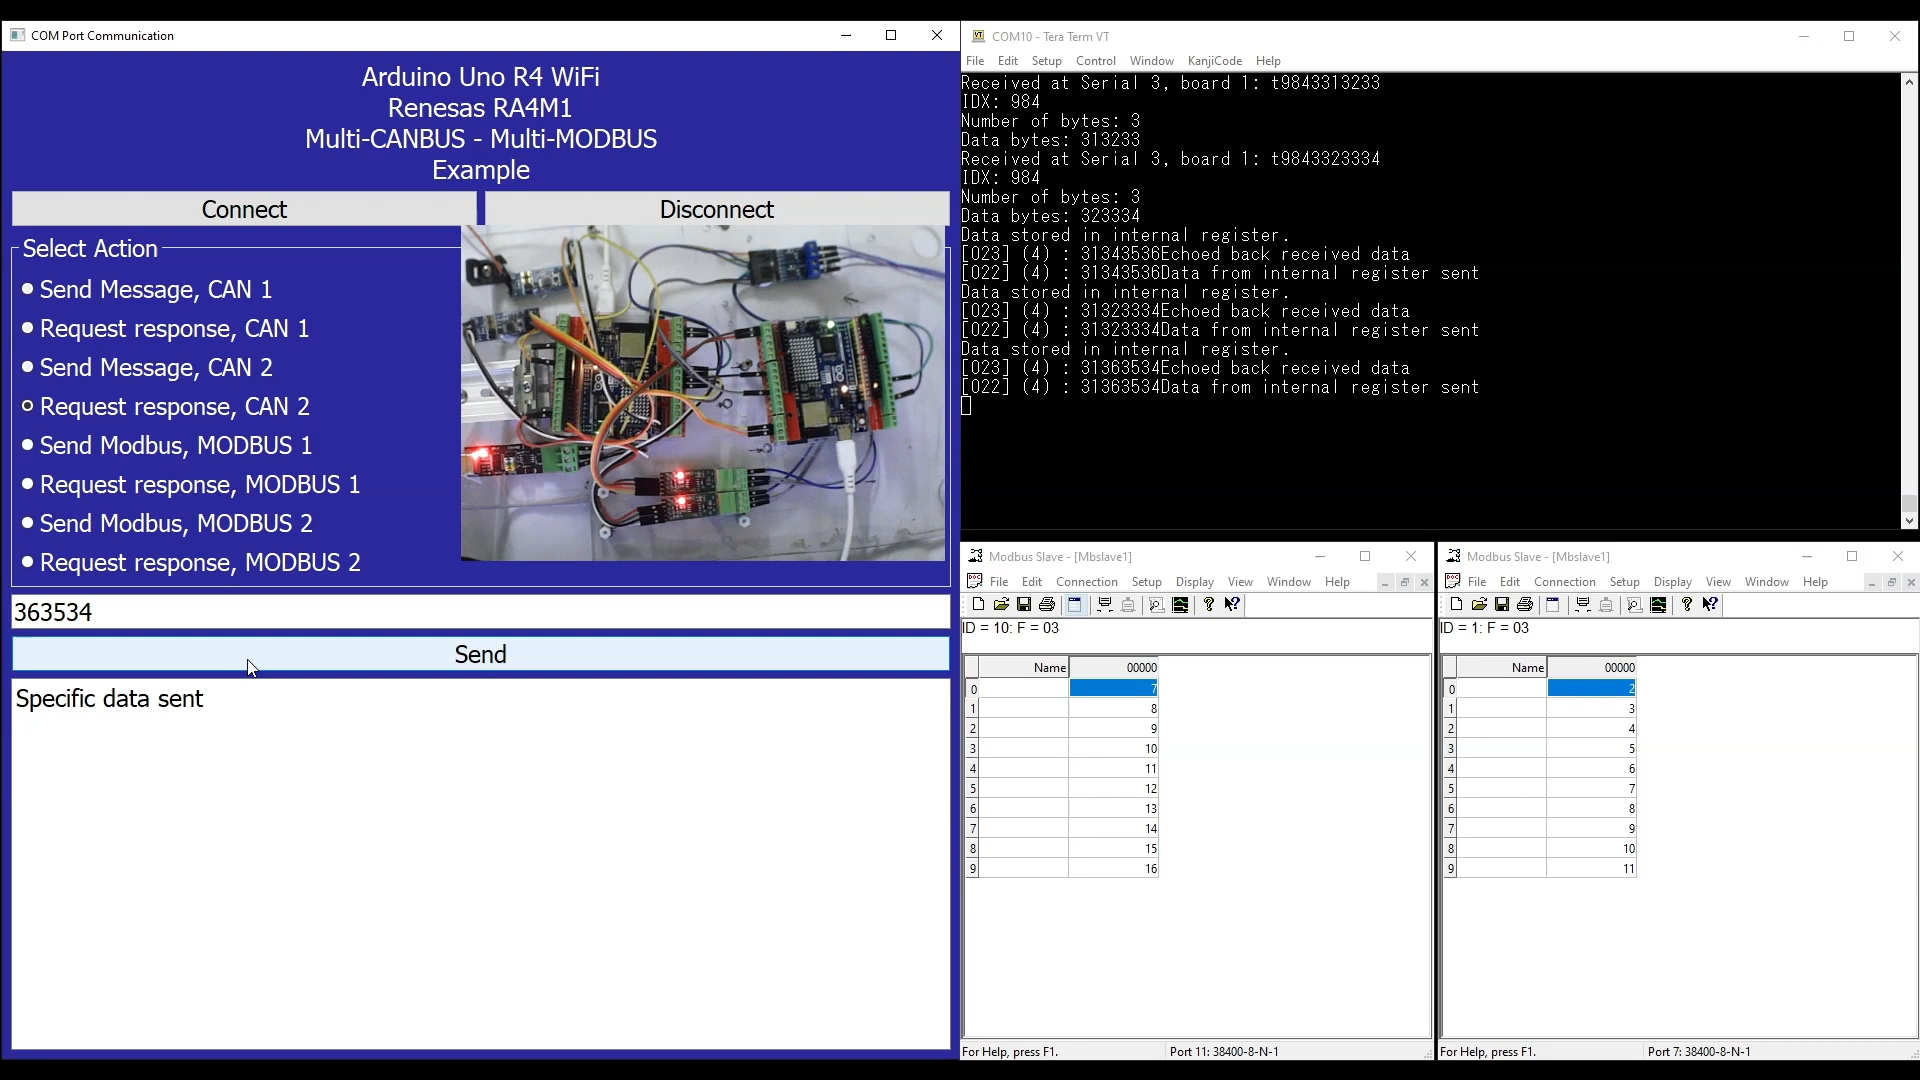 COM Port Communication
Arduino Uno R4 WiFi
Renesas RA4M1
Multi-CANBUS - Multi-MODBUS
Example
Connect
Disconnect
Select Action
Send Message, CAN 1
Request response, CAN 1
Send Message, CAN 2
Request response, CAN 2
Send Modbus, MODBUS 1
Request response, MODBUS 1
Send Modbus, MODBUS 2
Request response, MODBUS 2
363534
Send
Specific data sent
COM10 - Tera Term VT
File Edit Setup Control Window KanjiCode Help
Received at Serial 3, board 1: t9843313233
IDX: 984
Number of bytes: 3
Data bytes: 313233
Received at Serial 3, board 1: t9843323334
IDX: 984
Number of bytes: 3
Data bytes: 323334
Data stored in internal register.
[023] (4) : 31343536Echoed back received data
[022] (4) : 31343536Data from internal register sent
Data stored in internal register.
[023] (4) : 31323334Echoed back received data
[022] (4) : 31323334Data from internal register sent
Data stored in internal register.
[023] (4) : 31363534Echoed back received data
[022] (4) : 31363534Data from internal register sent
Modbus Slave - [Mbslave1]
File Edit Connection Setup Display View Window Help
ID = 10: F = 03
Name 00000
0 7
1 8
2 9
3 10
4 11
5 12
6 13
7 14
8 15
9 16
For Help, press F1. Port 11: 38400-8-N-1
Modbus Slave - [Mbslave1]
File Edit Connection Setup Display View Window Help
ID = 1: F = 03
Name 00000
0 2
1 3
2 4
3 5
4 6
5 7
6 8
7 9
8 10
9 11
For Help, press F1. Port 7: 38400-8-N-1